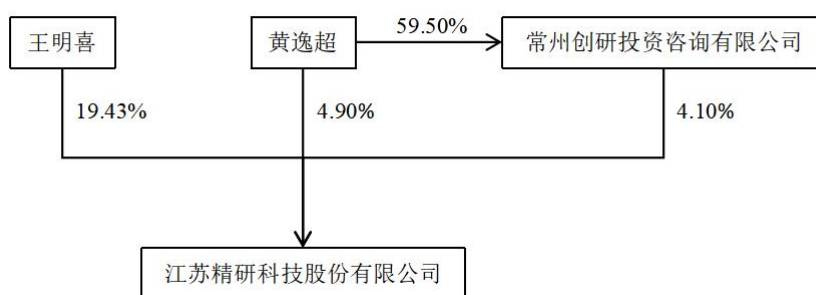 王明喜
黄逸超
59.50%
常州创研投资咨询有限公司
19.43%
4.90%
4.10%
江苏精研科技股份有限公司